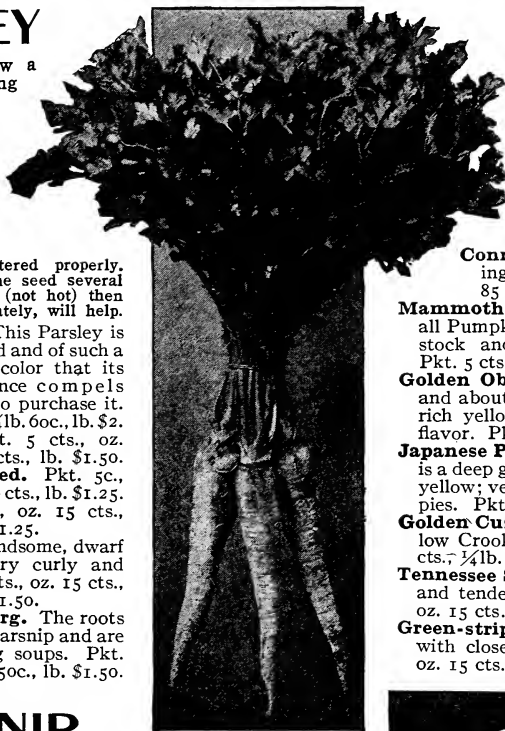 EY
w a
ng
tered properly.
ne seed several
(not hot) then
ately, will help.
This Parsley is
d and of such a
color that its
nce compels
o purchase it.
lb. 60c., lb. $2.
t. 5 cts., oz.
cts., lb. $1.50.
ed. Pkt. 5c.,
cts., lb. $1.25.
, oz. 15 cts.,
1.25.
ndsome, dwarf
ry curly and
ts., oz. 15 cts.,
1.50.
rg. The roots
arsnip and are
g soups. Pkt.
50c., lb. $1.50.
NIP
Conn
ing
85
Mammoth
all Pumpk
stock and
Pkt. 5 cts
Golden Ob
and about
rich yello
flavor. Pl
Japanese P
is a deep g
yellow; ve
pies. Pkt
Golden Cus
low Crook
cts., ¼lb.
Tennessee S
and tende
oz. 15 cts.
Green-strip
with close
oz. 15 cts.